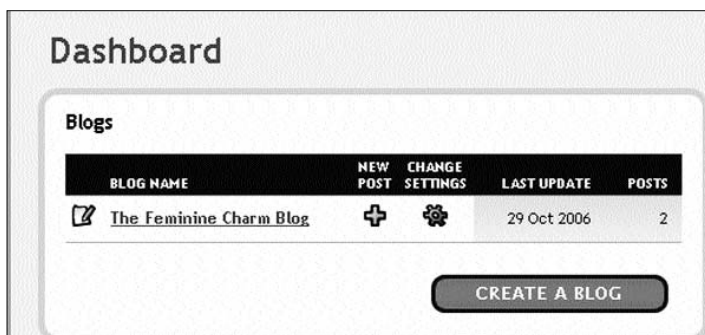 Dashboard
Blogs
BLOG NAME NEW POST CHANGE SETTINGS LAST UPDATE POSTS
The Feminine Charm Blog 29 Oct 2006 2
CREATE A BLOG